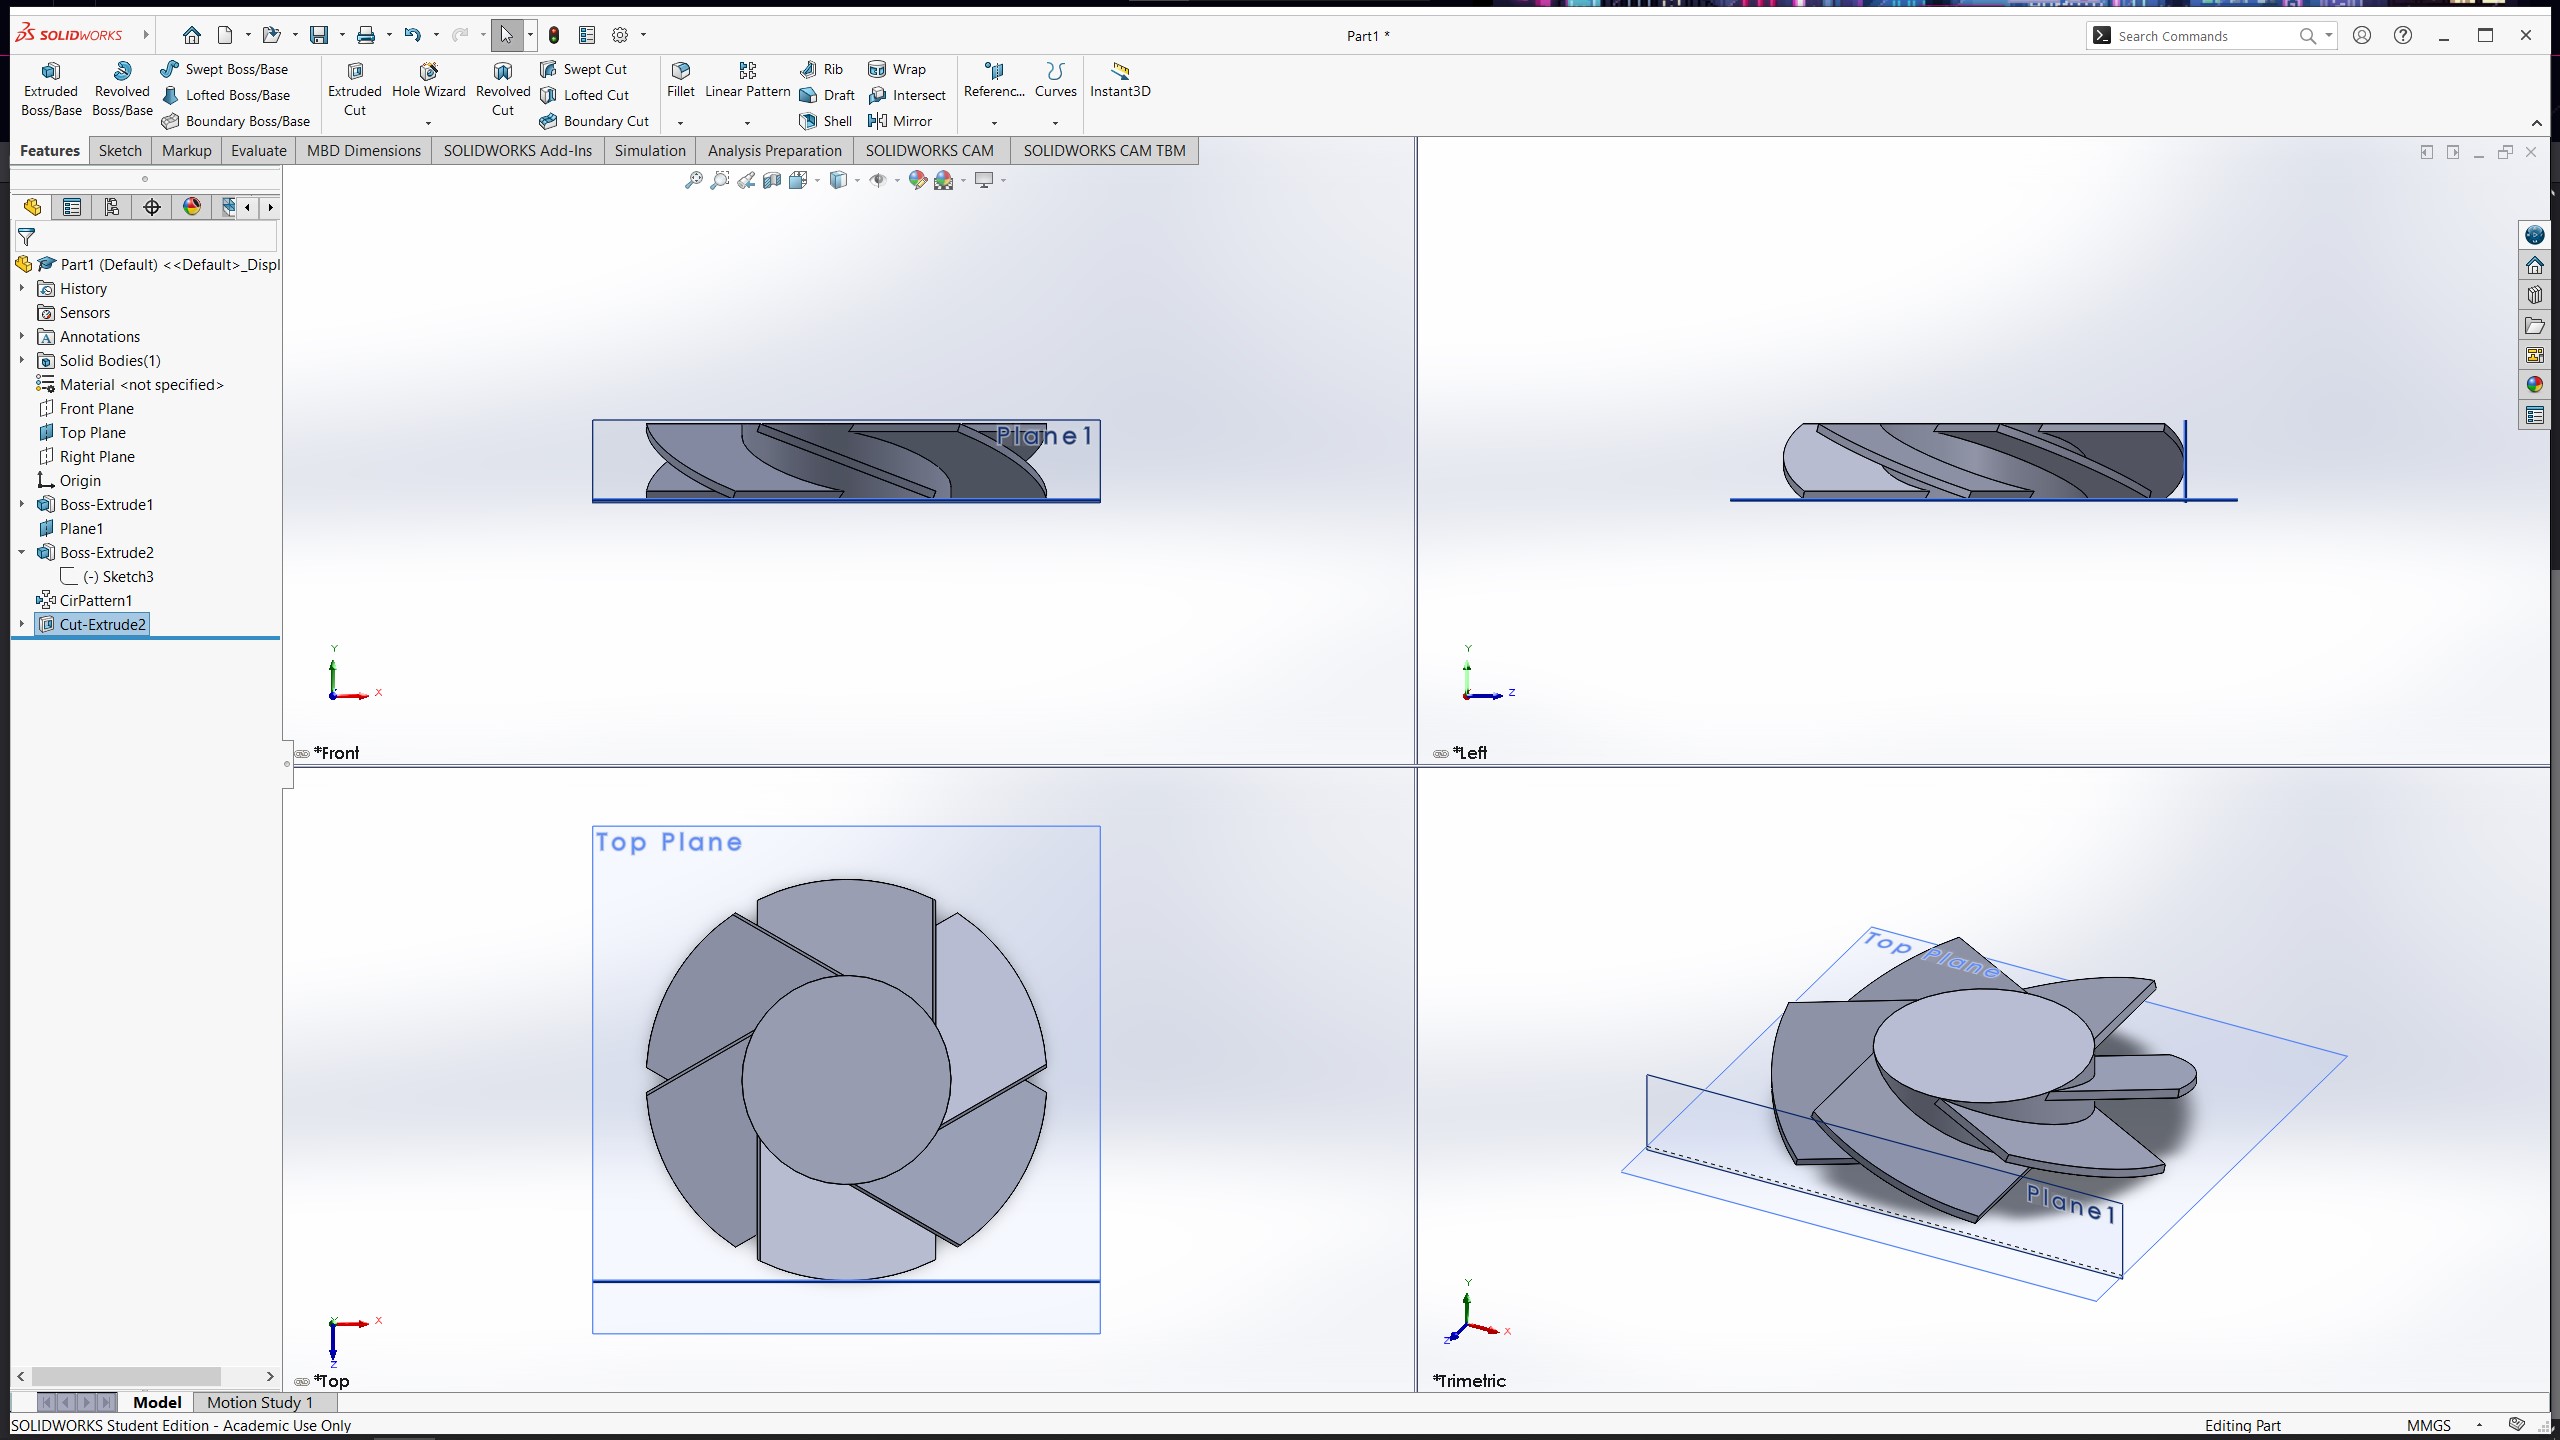 SOLIDWORKS
Part1 *
Search Commands
Extruded Boss/Base
Revolved Boss/Base
Swept Boss/Base
Lofted Boss/Base
Boundary Boss/Base
Extruded Cut
Hole Wizard
Revolved Cut
Swept Cut
Lofted Cut
Boundary Cut
Fillet
Linear Pattern
Rib
Draft
Shell
Wrap
Intersect
Mirror
Referenc...
Curves
Instant3D
Features
Sketch
Markup
Evaluate
MBD Dimensions
SOLIDWORKS Add-Ins
Simulation
Analysis Preparation
SOLIDWORKS CAM
SOLIDWORKS CAM TBM
Part1 (Default) <<Default>_Displ
History
Sensors
Annotations
Solid Bodies(1)
Material <not specified>
Front Plane
Top Plane
Right Plane
Origin
Boss-Extrude1
Plane1
Boss-Extrude2
(-) Sketch3
CirPattern1
Cut-Extrude2
Plane1
Y
X
*Front
Y
Z
*Left
Top Plane
Y
X
Z
*Top
Top Plane
Plane1
Y
X
Z
*Trimetric
Model
Motion Study 1
SOLIDWORKS Student Edition - Academic Use Only
Editing Part
MMGS